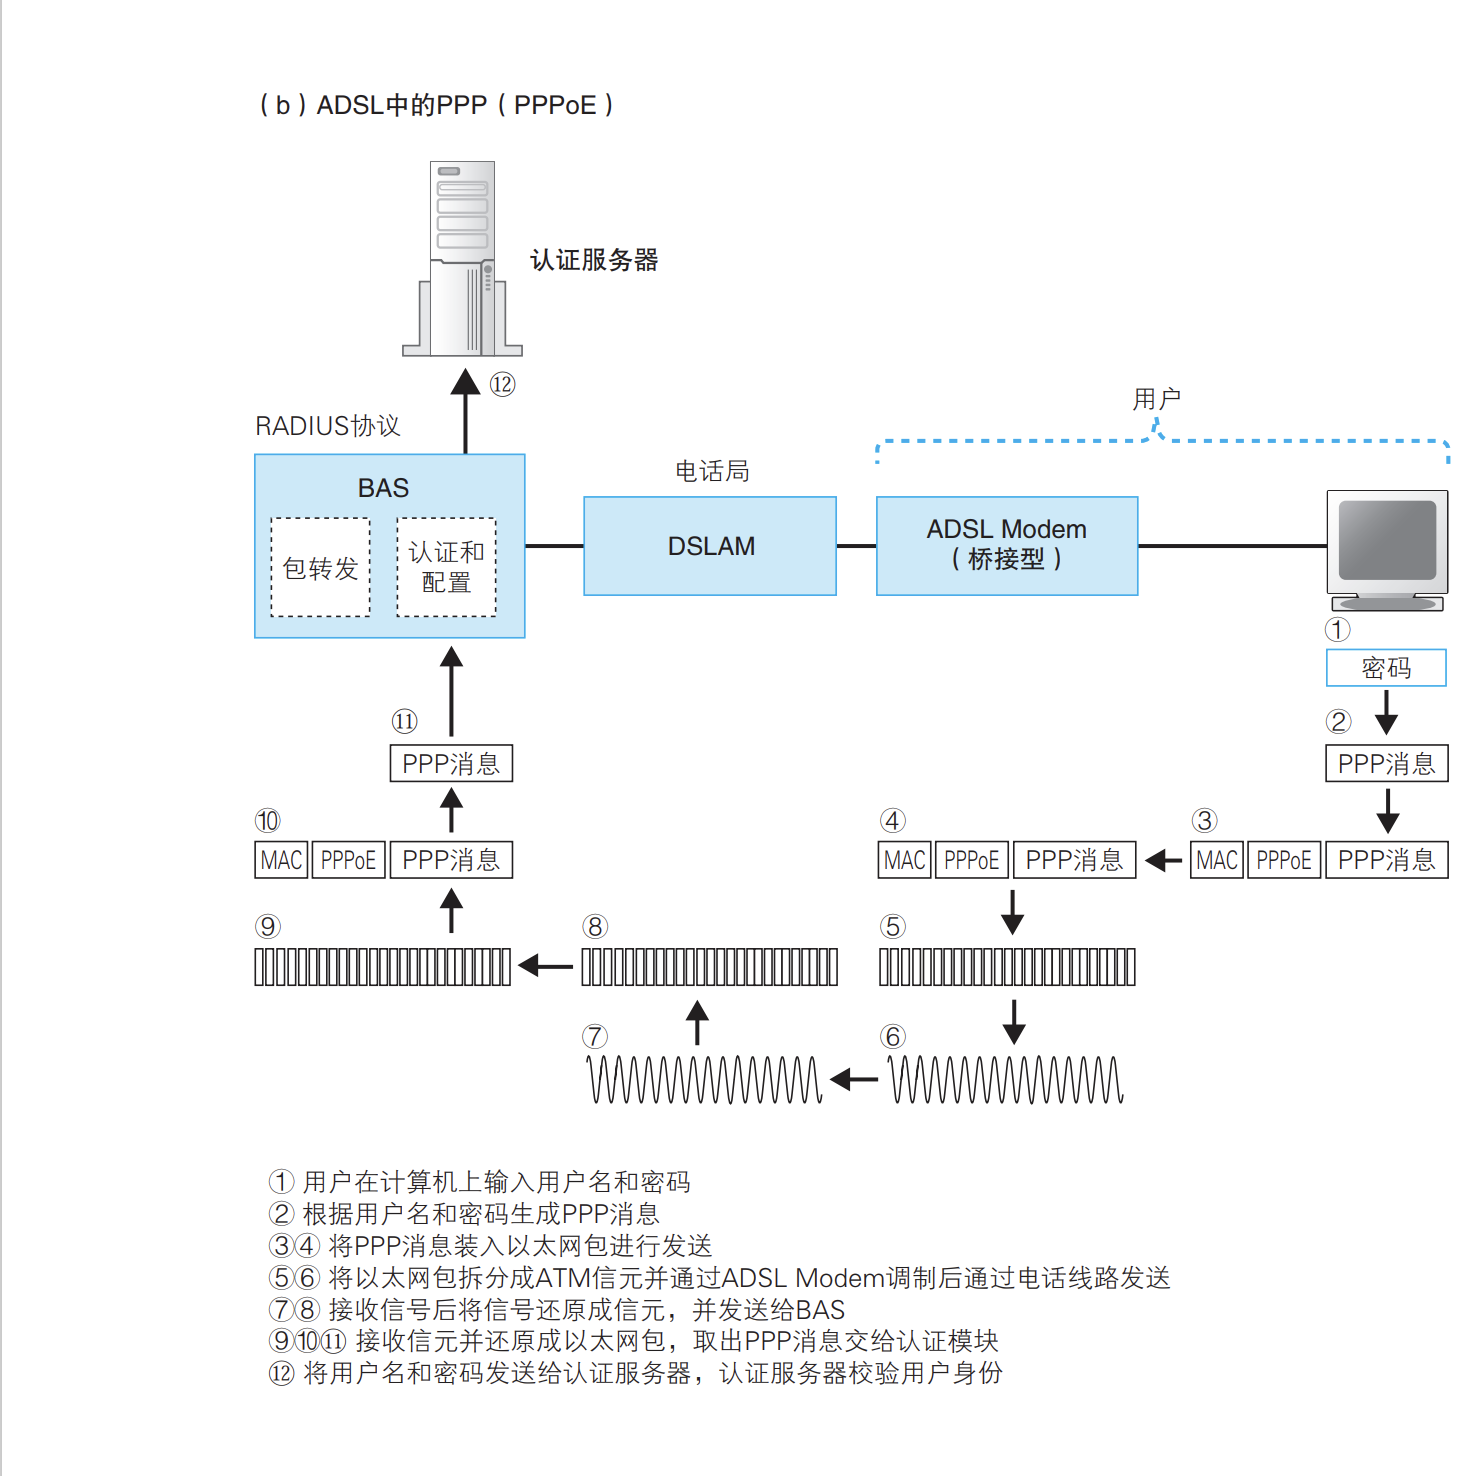 （b）ADSL中的PPP（PPPoE）
认证服务器
⑫
用户
RADIUS协议
BAS
电话局
包转发
认证和
配置
DSLAM
ADSL Modem
（桥接型）
①
密码
⑪
②
PPP消息
PPP消息
⑩
④
③
MAC PPPoE PPP消息
MAC PPPoE PPP消息
MAC PPPoE PPP消息
⑨
⑧
⑤
⑦
⑥
① 用户在计算机上输入用户名和密码
② 根据用户名和密码生成PPP消息
③④ 将PPP消息装入以太网包进行发送
⑤⑥ 将以太网包拆分成ATM信元并通过ADSL Modem调制后通过电话线路发送
⑦⑧ 接收信号后将信号还原成信元，并发送给BAS
⑨⑩⑪ 接收信元并还原成以太网包，取出PPP消息交给认证模块
⑫ 将用户名和密码发送给认证服务器，认证服务器校验用户身份